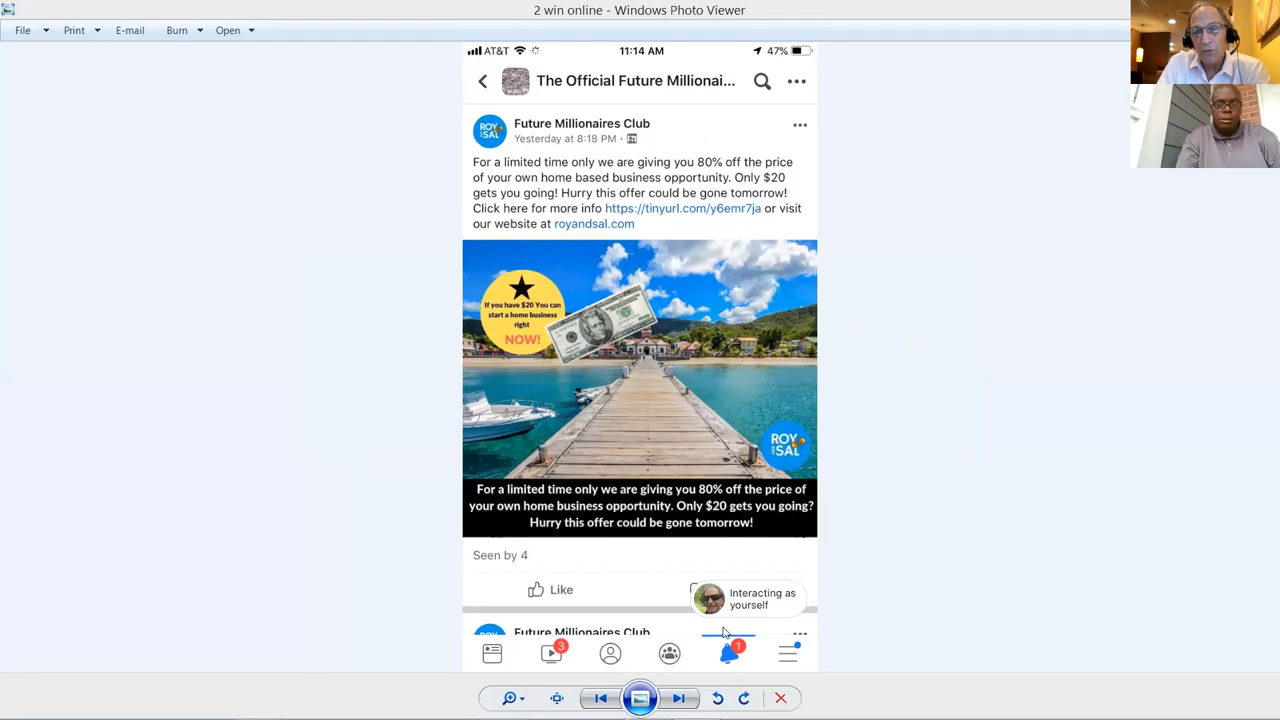 2 win online - Windows Photo Viewer
File Print E-mail Burn Open
AT&T 11:14 AM 47%
The Official Future Millionai...
Future Millionaires Club
Yesterday at 8:18 PM ·
For a limited time only we are giving you 80% off the price
of your own home based business opportunity. Only $20
gets you going! Hurry this offer could be gone tomorrow!
Click here for more info https://tinyurl.com/y6emr7ja or visit
our website at royandsal.com
If you have $20 You can
start a home business
right
NOW!
ROY
AND SAL
For a limited time only we are giving you 80% off the price of
your own home business opportunity. Only $20 gets you going?
Hurry this offer could be gone tomorrow!
Seen by 4
Like
Interacting as
yourself
Future Millionaires Club
3
1